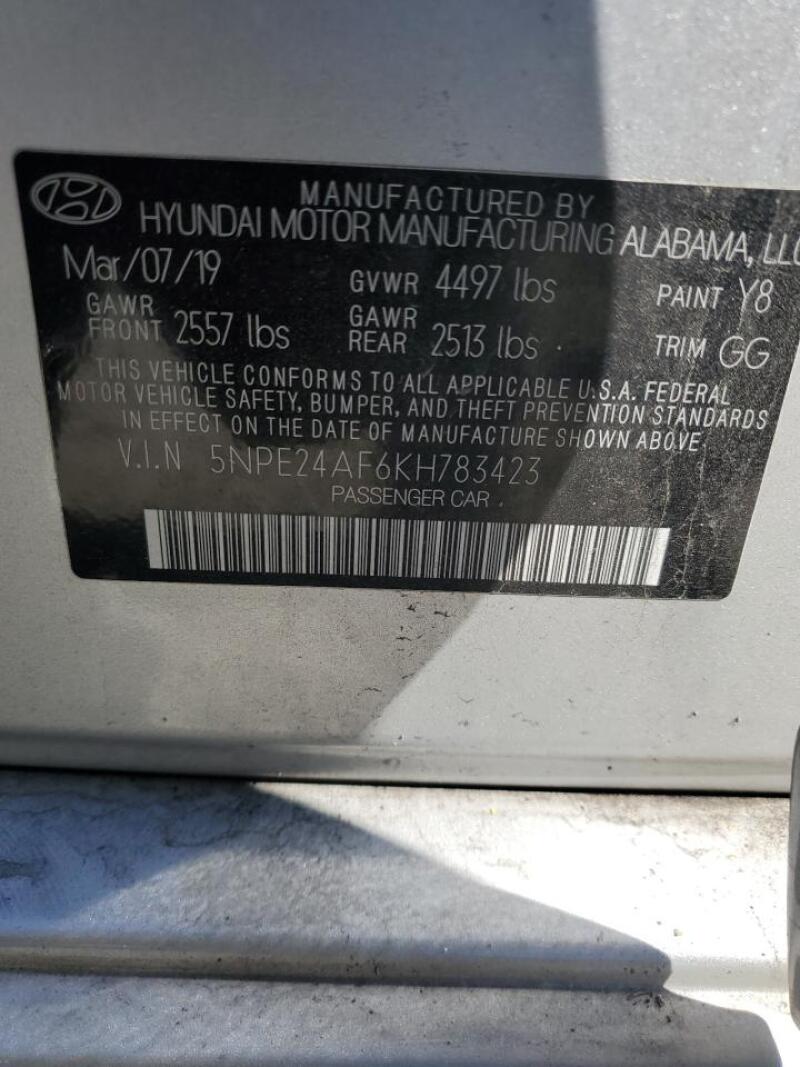 MANUFACTURED BY
HYUNDAI MOTOR MANUFACTURING ALABAMA, LLC
Mar/07/19 GVWR 4497 lbs PAINT Y8
GAWR FRONT 2557 lbs GAWR REAR 2513 lbs TRIM GG
THIS VEHICLE CONFORMS TO ALL APPLICABLE U.S.A. FEDERAL
MOTOR VEHICLE SAFETY, BUMPER, AND THEFT PREVENTION STANDARDS
IN EFFECT ON THE DATE OF MANUFACTURE SHOWN ABOVE
V.I.N 5NPE24AF6KH783423
PASSENGER CAR